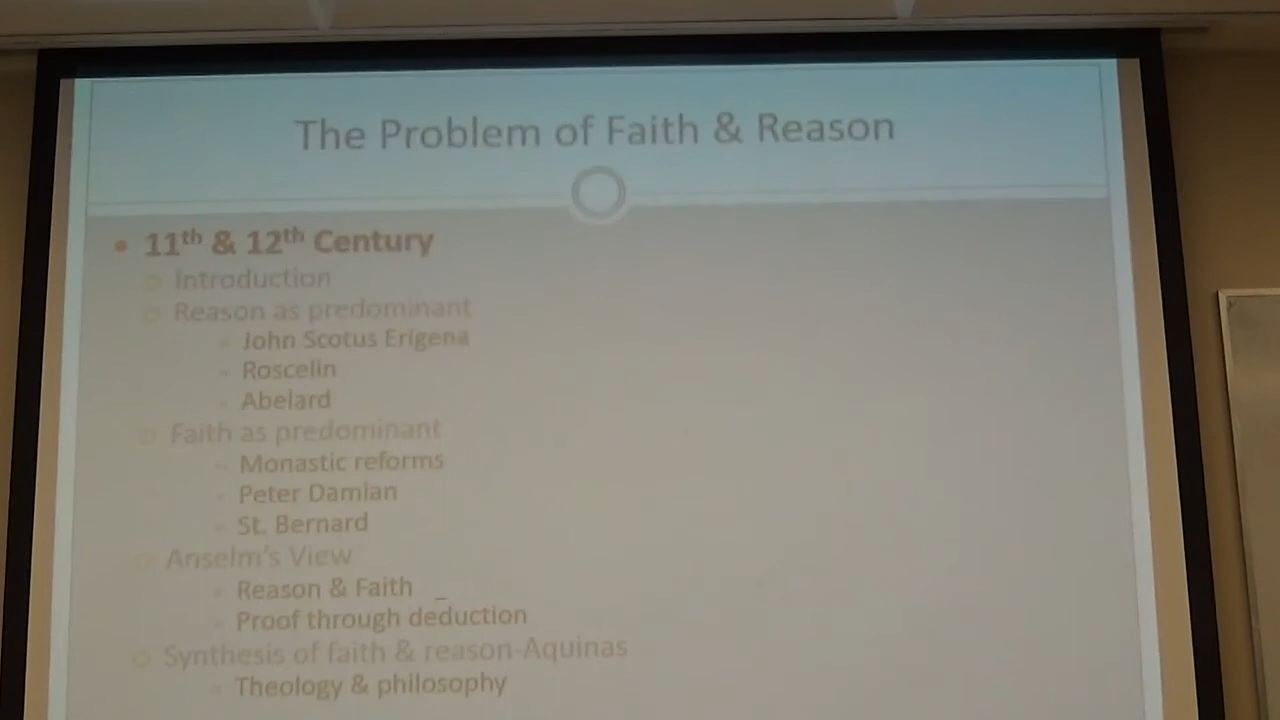 The Problem of Faith & Reason
11th & 12th Century
Introduction
Reason as predominant
John Scotus Erigena
Roscelin
Abelard
Faith as predominant
Monastic reforms
Peter Damian
St. Bernard
Anselm's View
Reason & Faith _
Proof through deduction
Synthesis of faith & reason-Aquinas
Theology & philosophy